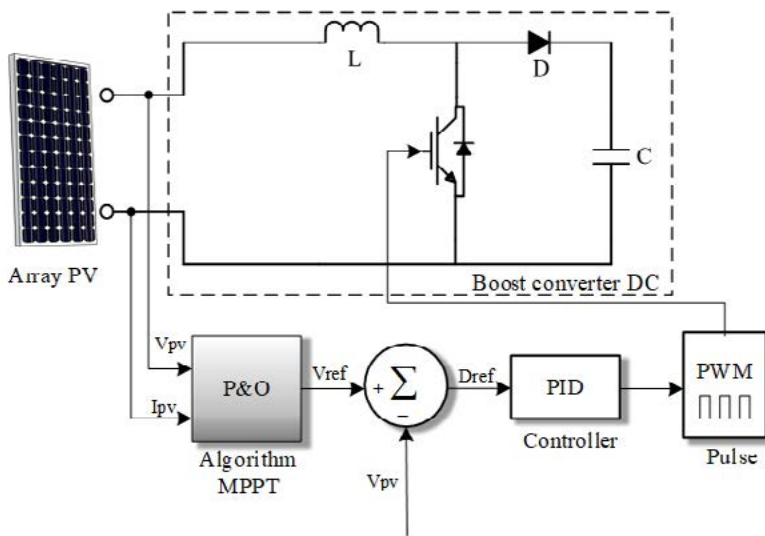 L
D
C
Array PV
Boost converter DC
Vpv
Ipv
P&O
Vref
+
Σ
−
Dref
PID
PWM
Algorithm
MPPT
Controller
Pulse
Vpv